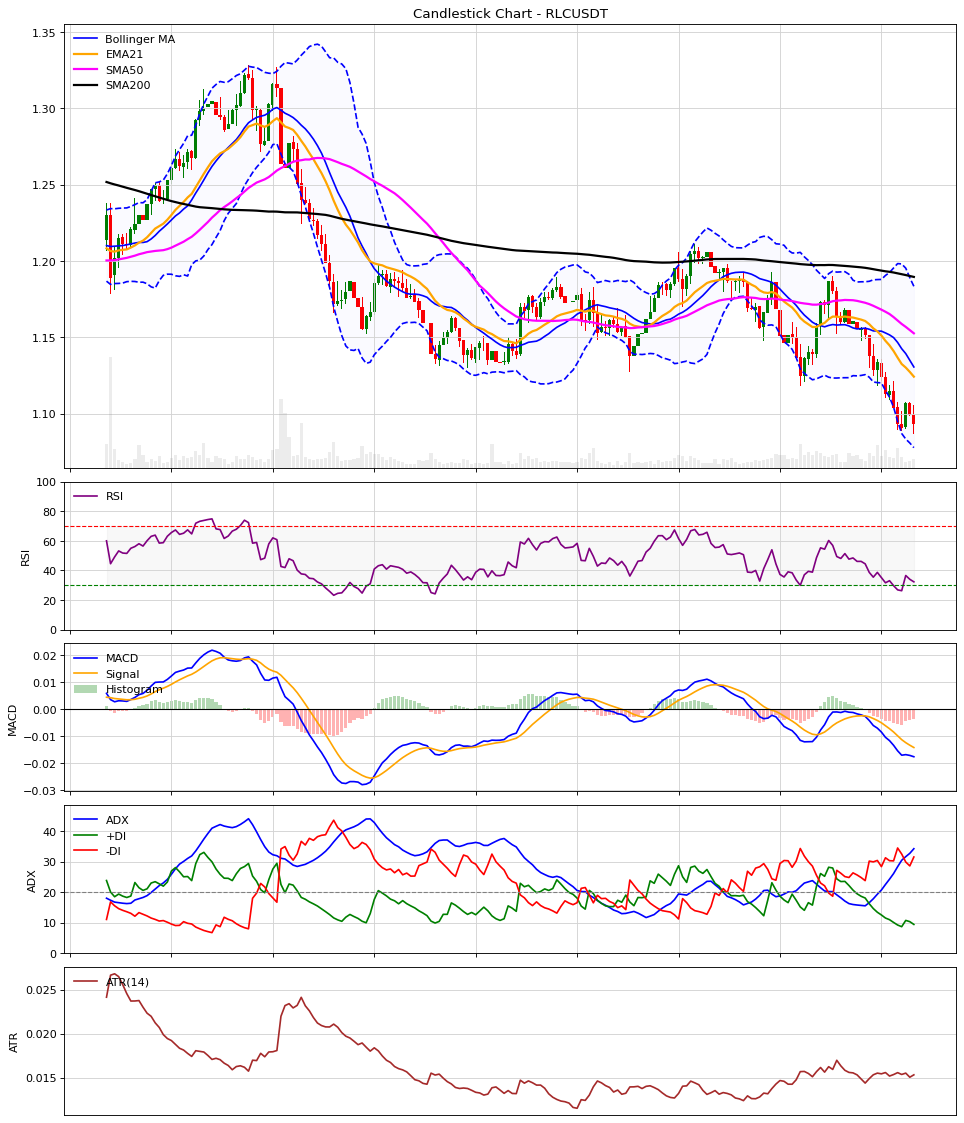 Candlestick Chart - RLCUSDT
Bollinger MA
EMA21
SMA50
SMA200
1.35
1.30
1.25
1.20
1.15
1.10
RSI
RSI
100
80
60
40
20
0
MACD
Signal
Histogram
MACD
0.02
0.01
0.00
−0.01
−0.02
−0.03
ADX
+DI
-DI
ADX
40
30
20
10
0
ATR(14)
ATR
0.025
0.020
0.015